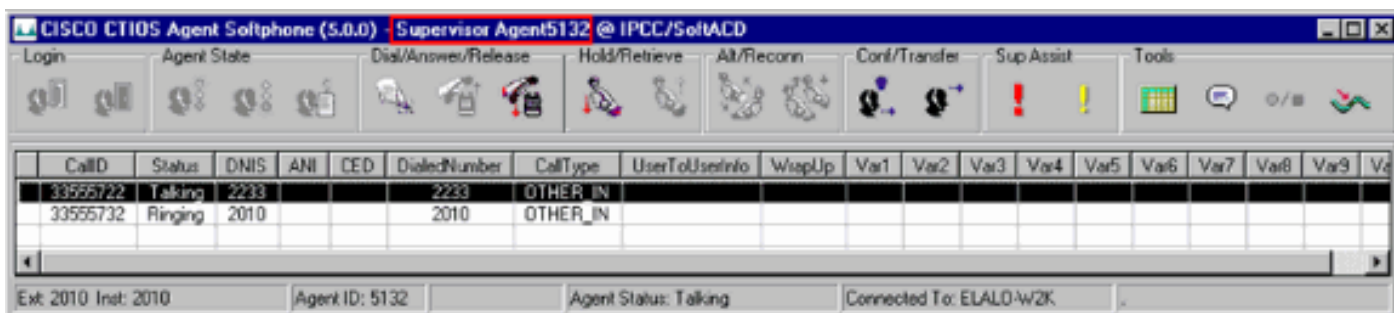 CISCO CTIOS Agent Softphone (5.0.0) - Supervisor Agent5132 @ IPCC/SoftACD
Login Agent State Dial/Answer/Release Hold/Retrieve Alt/Reconn Conf/Transfer Sup Assist Tools
CallID Status DNIS ANI CED DialedNumber CallType UserToUserInfo WrapUp Var1 Var2 Var3 Var4 Var5 Var6 Var7 Var8 Var9 Va
33555722 Talking 2233 2233 OTHER_IN
33555732 Ringing 2010 2010 OTHER_IN
Ext: 2010 Inst: 2010 Agent ID: 5132 Agent Status: Talking Connected To: ELALO-W2K .